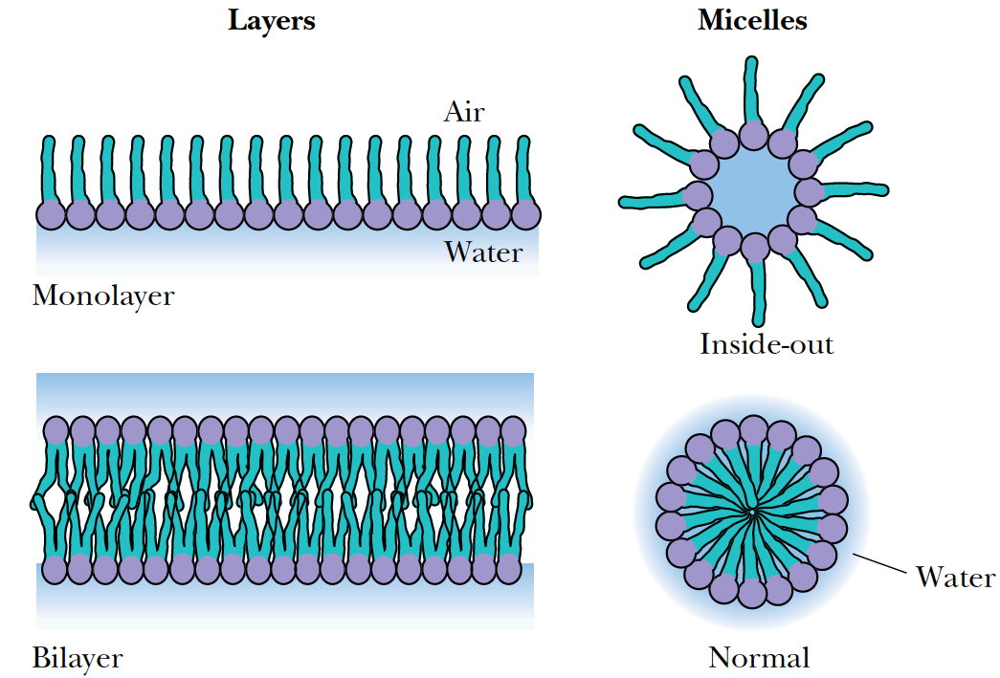 Layers
Micelles
Air
Water
Monolayer
Inside-out
Water
Bilayer
Normal